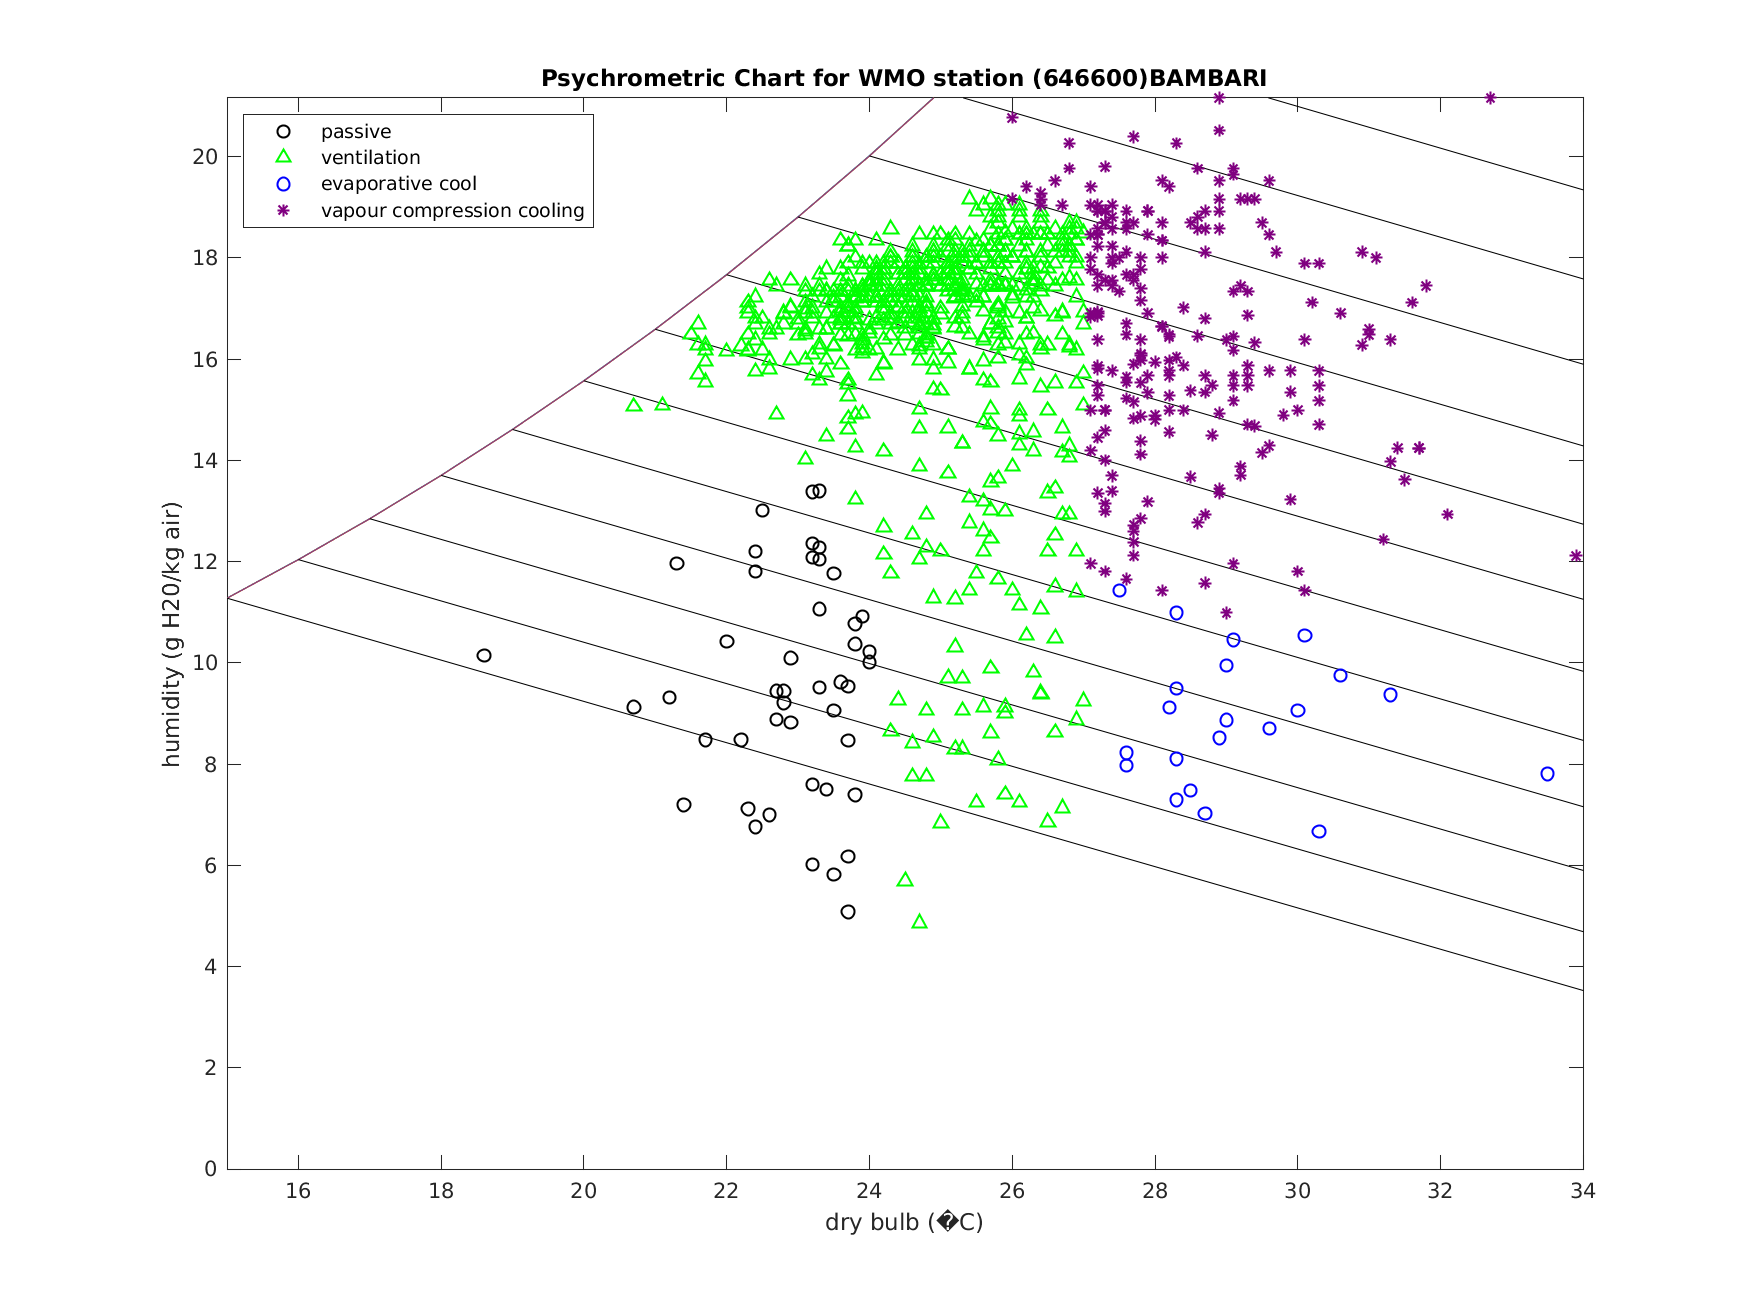 Psychrometric Chart for WMO station (646600)BAMBARI
passive
ventilation
evaporative cool
vapour compression cooling
humidity (g H20/kg air)
20
18
16
14
12
10
8
6
4
2
0
16 18 20 22 24 26 28 30 32 34
dry bulb (�C)